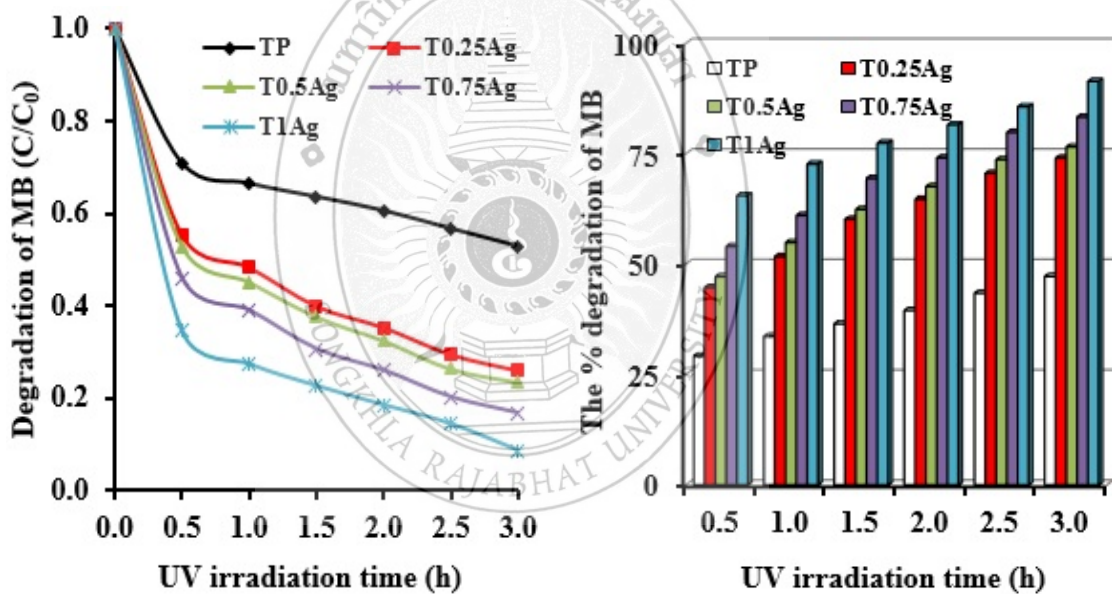 1.0
0.8
0.6
0.4
0.2
0.0
Degradation of MB (C/C₀)
TP
T0.25Ag
T0.5Ag
T0.75Ag
T1Ag
0.0 0.5 1.0 1.5 2.0 2.5 3.0
UV irradiation time (h)
100
75
50
25
0
The % degradation of MB
TP
T0.25Ag
T0.5Ag
T0.75Ag
T1Ag
0.5 1.0 1.5 2.0 2.5 3.0
UV irradiation time (h)
SONGKHLA RAJABHAT UNIVERSITY